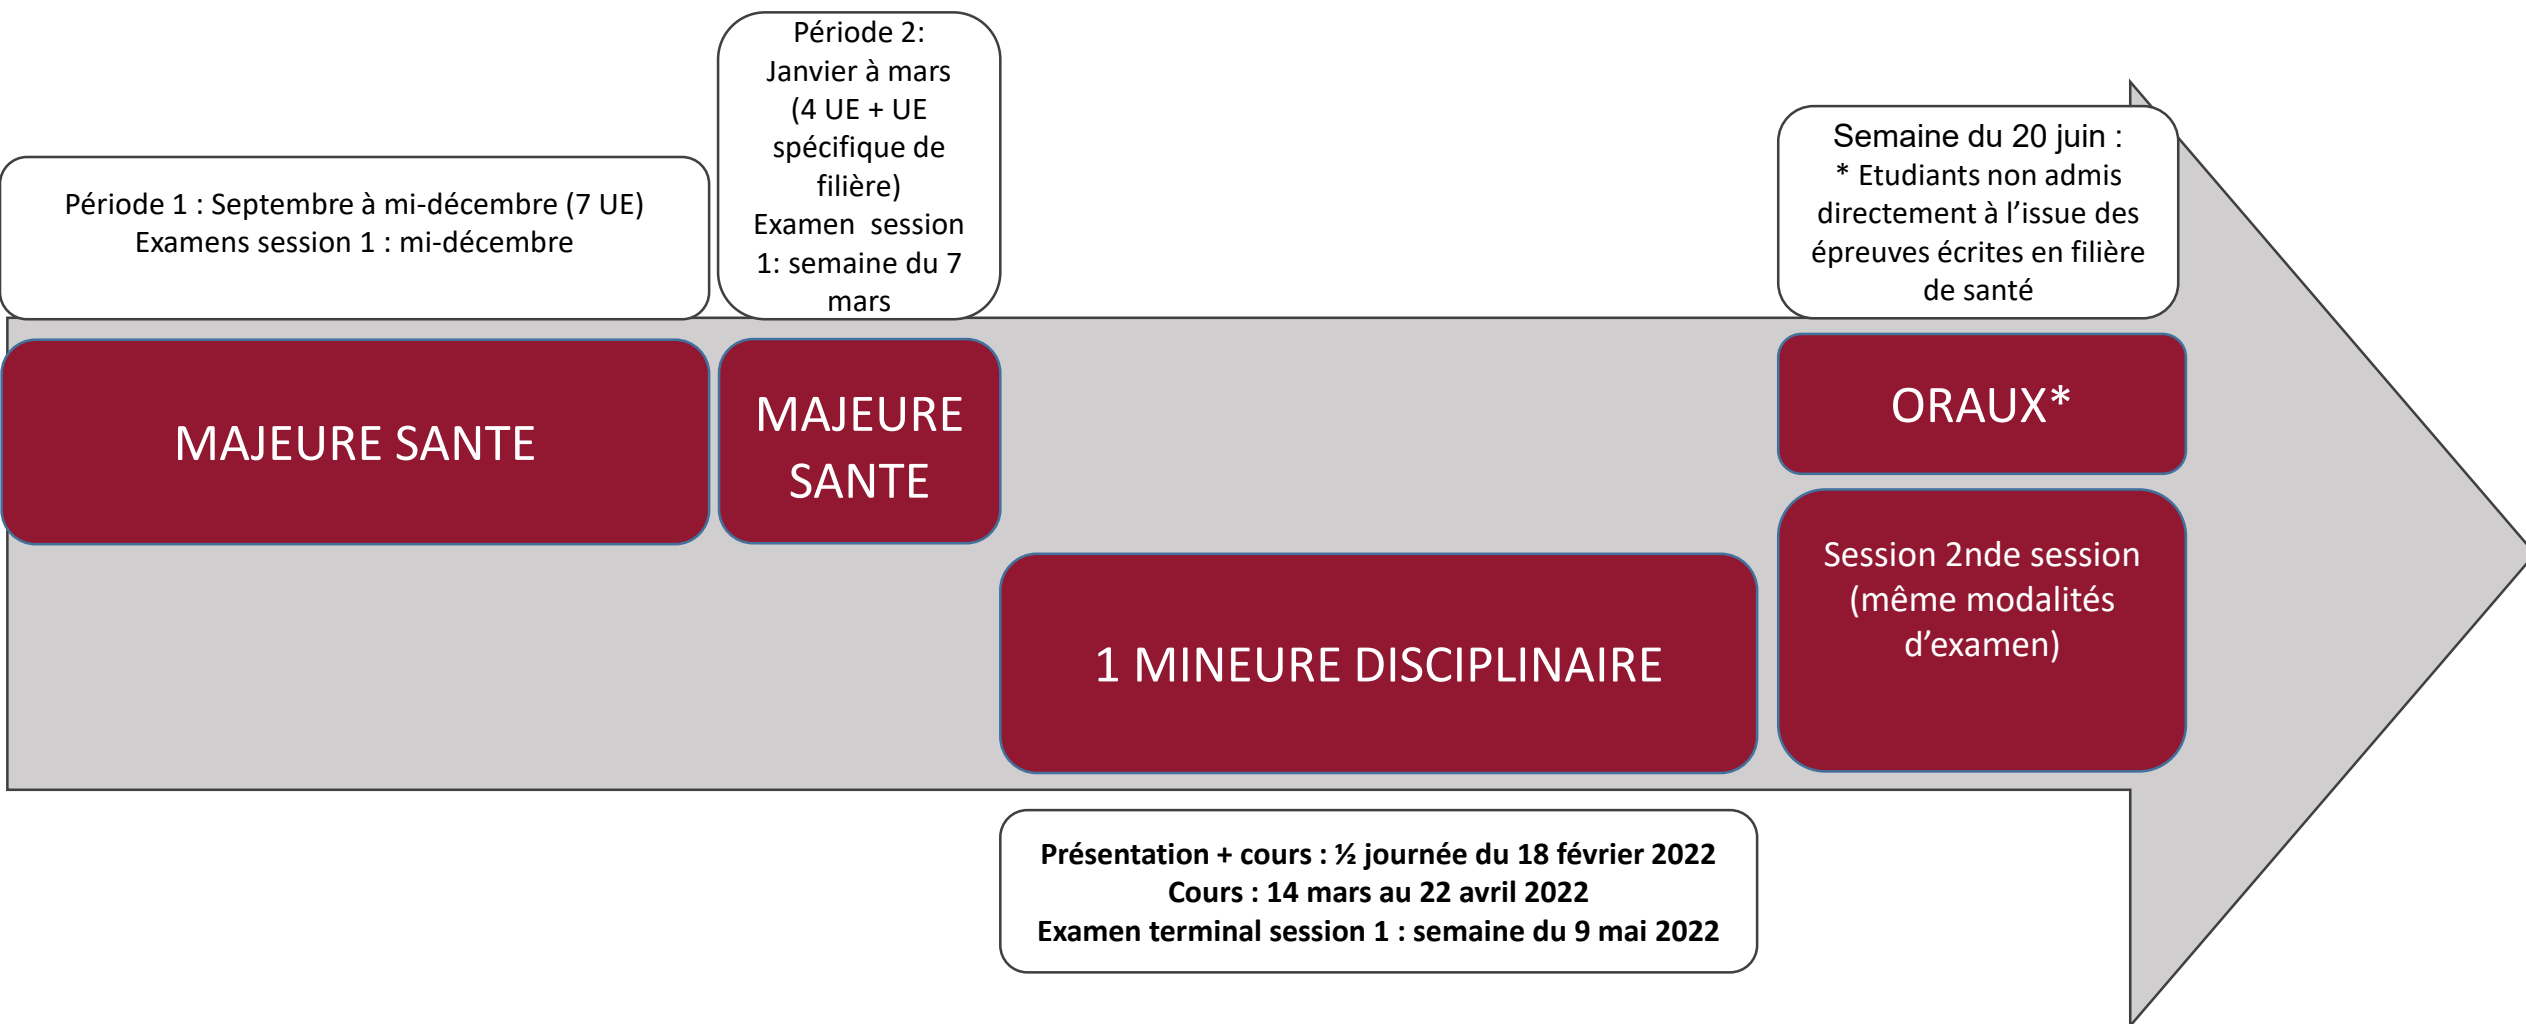 Période 1 : Septembre à mi-décembre (7 UE)
Examens session 1 : mi-décembre
Période 2:
Janvier à mars
(4 UE + UE
spécifique de
filière)
Examen  session
1: semaine du 7
mars
Semaine du 20 juin :
* Etudiants non admis
directement à l’issue des
épreuves écrites en filière
de santé
MAJEURE SANTE
MAJEURE
SANTE
ORAUX*
Session 2nde session
(même modalités
d’examen)
1 MINEURE DISCIPLINAIRE
Présentation + cours : ½ journée du 18 février 2022
Cours : 14 mars au 22 avril 2022
Examen terminal session 1 : semaine du 9 mai 2022